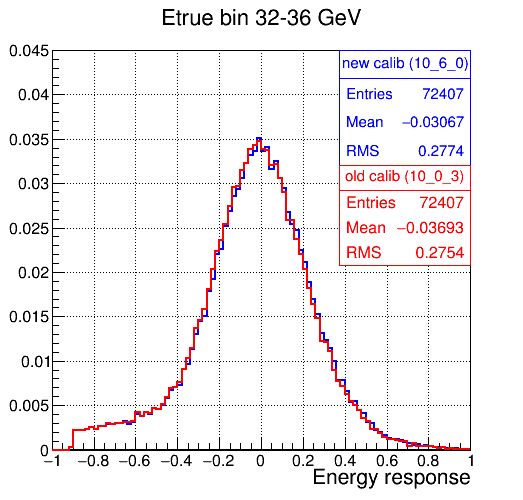 Etrue bin 32-36 GeV
0.045
0.04
0.035
0.03
0.025
0.02
0.015
0.01
0.005
0
new calib (10_6_0)
Entries 72407
Mean −0.03067
RMS 0.2774
old calib (10_0_3)
Entries 72407
Mean −0.03693
RMS 0.2754
−1 −0.8 −0.6 −0.4 −0.2 0 0.2 0.4 0.6 0.8 1
Energy response